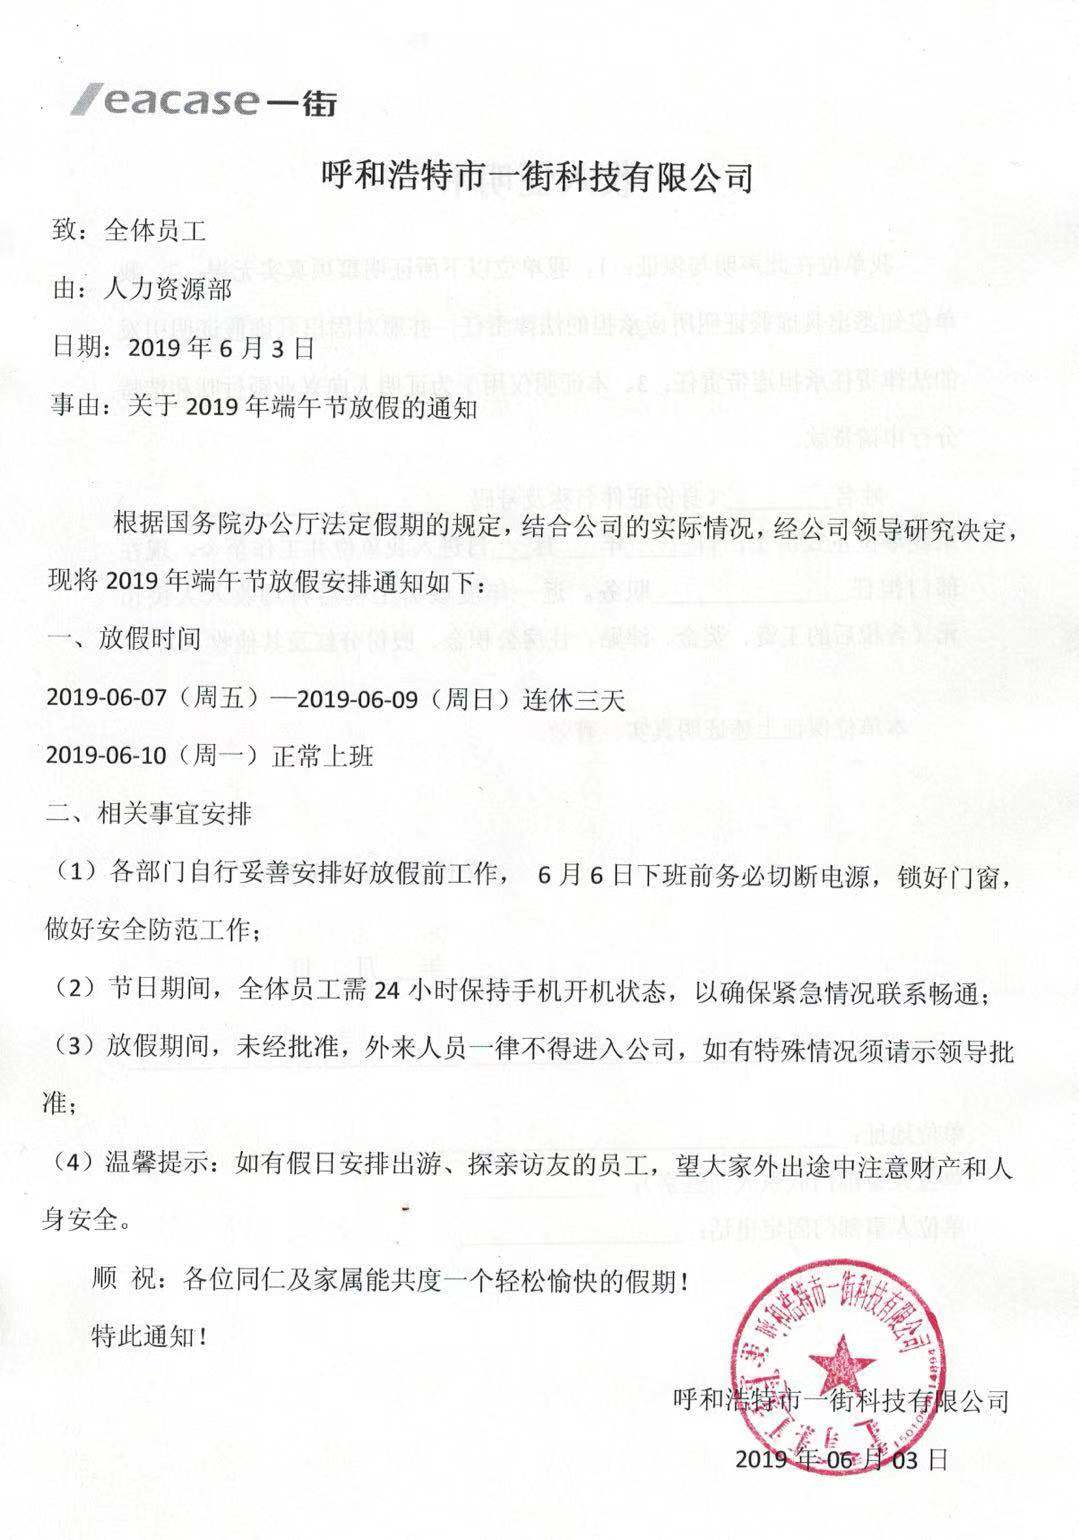 eacase一街
呼和浩特市一街科技有限公司
致：全体员工
由：人力资源部
日期：2019 年 6 月 3 日
事由：关于 2019 年端午节放假的通知
根据国务院办公厅法定假期的规定，结合公司的实际情况，经公司领导研究决定，
现将 2019 年端午节放假安排通知如下：
一、放假时间
2019-06-07（周五）—2019-06-09（周日）连休三天
2019-06-10（周一）正常上班
二、相关事宜安排
（1）各部门自行妥善安排好放假前工作， 6 月 6 日下班前务必切断电源，锁好门窗，
做好安全防范工作；
（2）节日期间，全体员工需 24 小时保持手机开机状态，以确保紧急情况联系畅通；
（3）放假期间，未经批准，外来人员一律不得进入公司，如有特殊情况须请示领导批
准；
（4）温馨提示：如有假日安排出游、探亲访友的员工，望大家外出途中注意财产和人
身安全。
顺 祝：各位同仁及家属能共度一个轻松愉快的假期！
特此通知！
呼和浩特市一街科技有限公司
呼和浩特市一街科技有限公司
2019 年 06 月 03 日